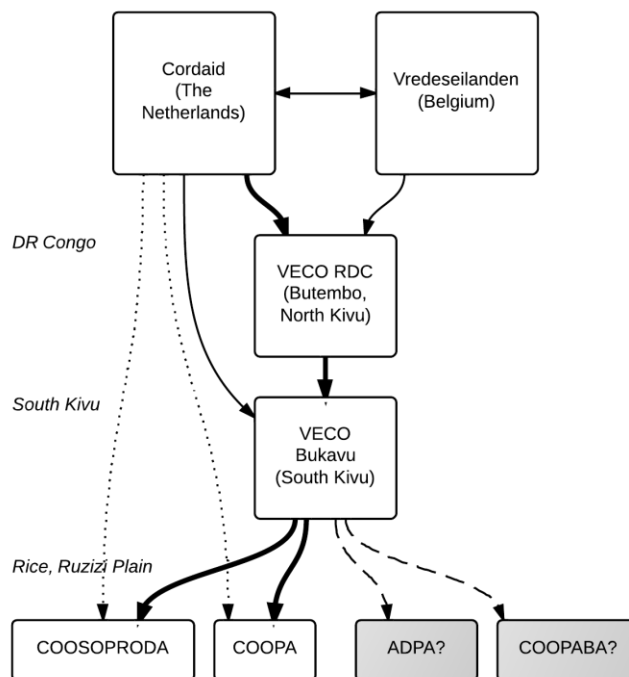 Cordaid
(The
Netherlands)
Vredeseilanden
(Belgium)
DR Congo
VECO RDC
(Butembo,
North Kivu)
South Kivu
VECO
Bukavu
(South Kivu)
Rice, Ruzizi Plain
COOSOPRODA
COOPA
ADPA?
COOPABA?